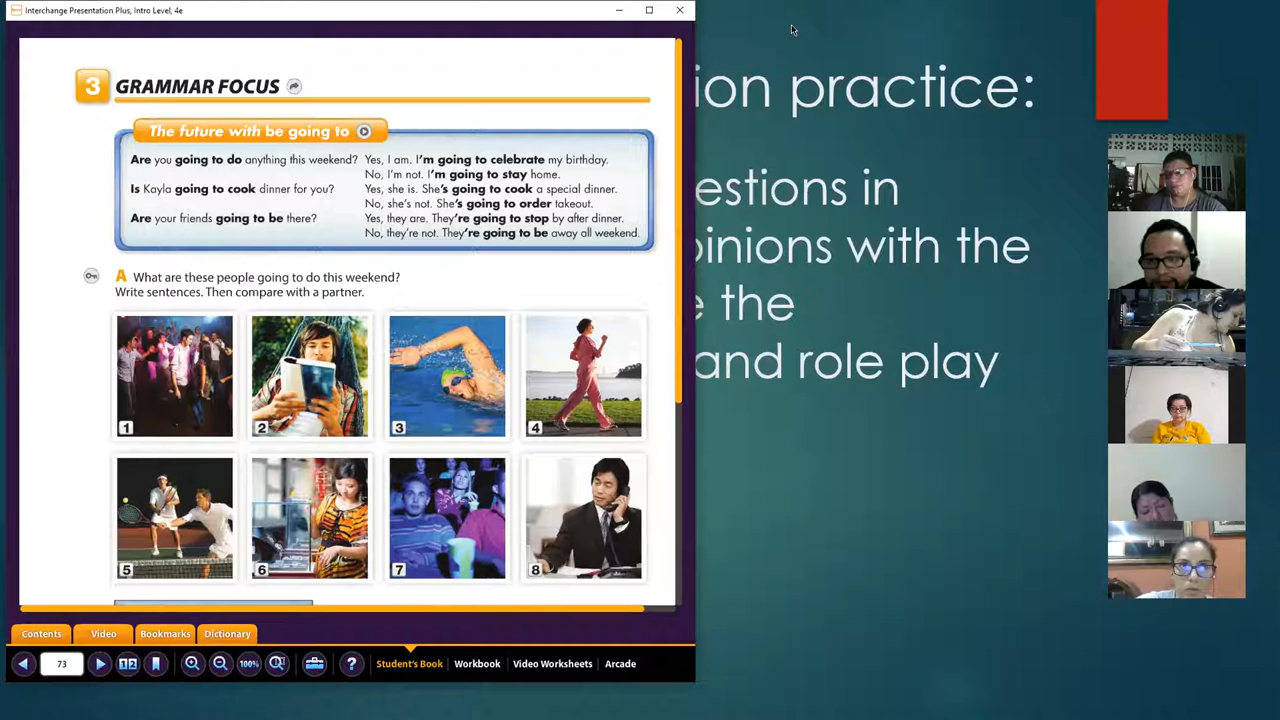 Interchange Presentation Plus, Intro Level, 4e
3 GRAMMAR FOCUS
The future with be going to
Are you going to do anything this weekend? Yes, I am. I'm going to celebrate my birthday.
No, I'm not. I'm going to stay home.
Is Kayla going to cook dinner for you? Yes, she is. She's going to cook a special dinner.
No, she's not. She's going to order takeout.
Are your friends going to be there? Yes, they are. They're going to stop by after dinner.
No, they're not. They're going to be away all weekend.
A What are these people going to do this weekend?
Write sentences. Then compare with a partner.
1 2 3 4
5 6 7 8
Contents Video Bookmarks Dictionary
73 12 100% ? Student's Book Workbook Video Worksheets Arcade
ion practice:
estions in
pinions with the
e the
and role play